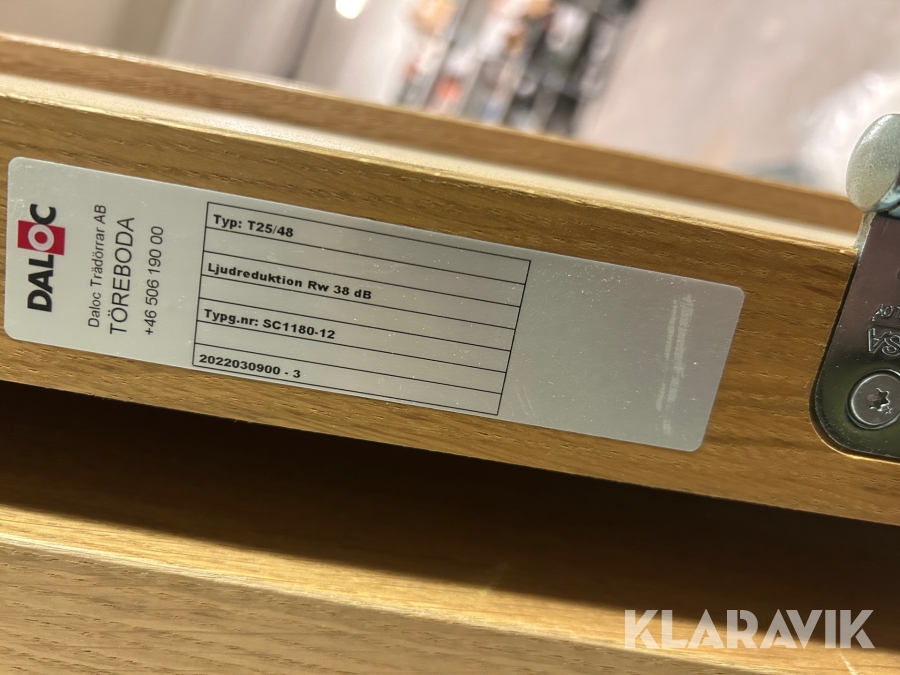 DALOC
Daloc Trädörrar AB
TÖREBODA
+46 506 190 00
Typ: T25/48
Ljudreduktion Rw 38 dB
Typg.nr: SC1180-12
2022030900 - 3
KLARAVIK